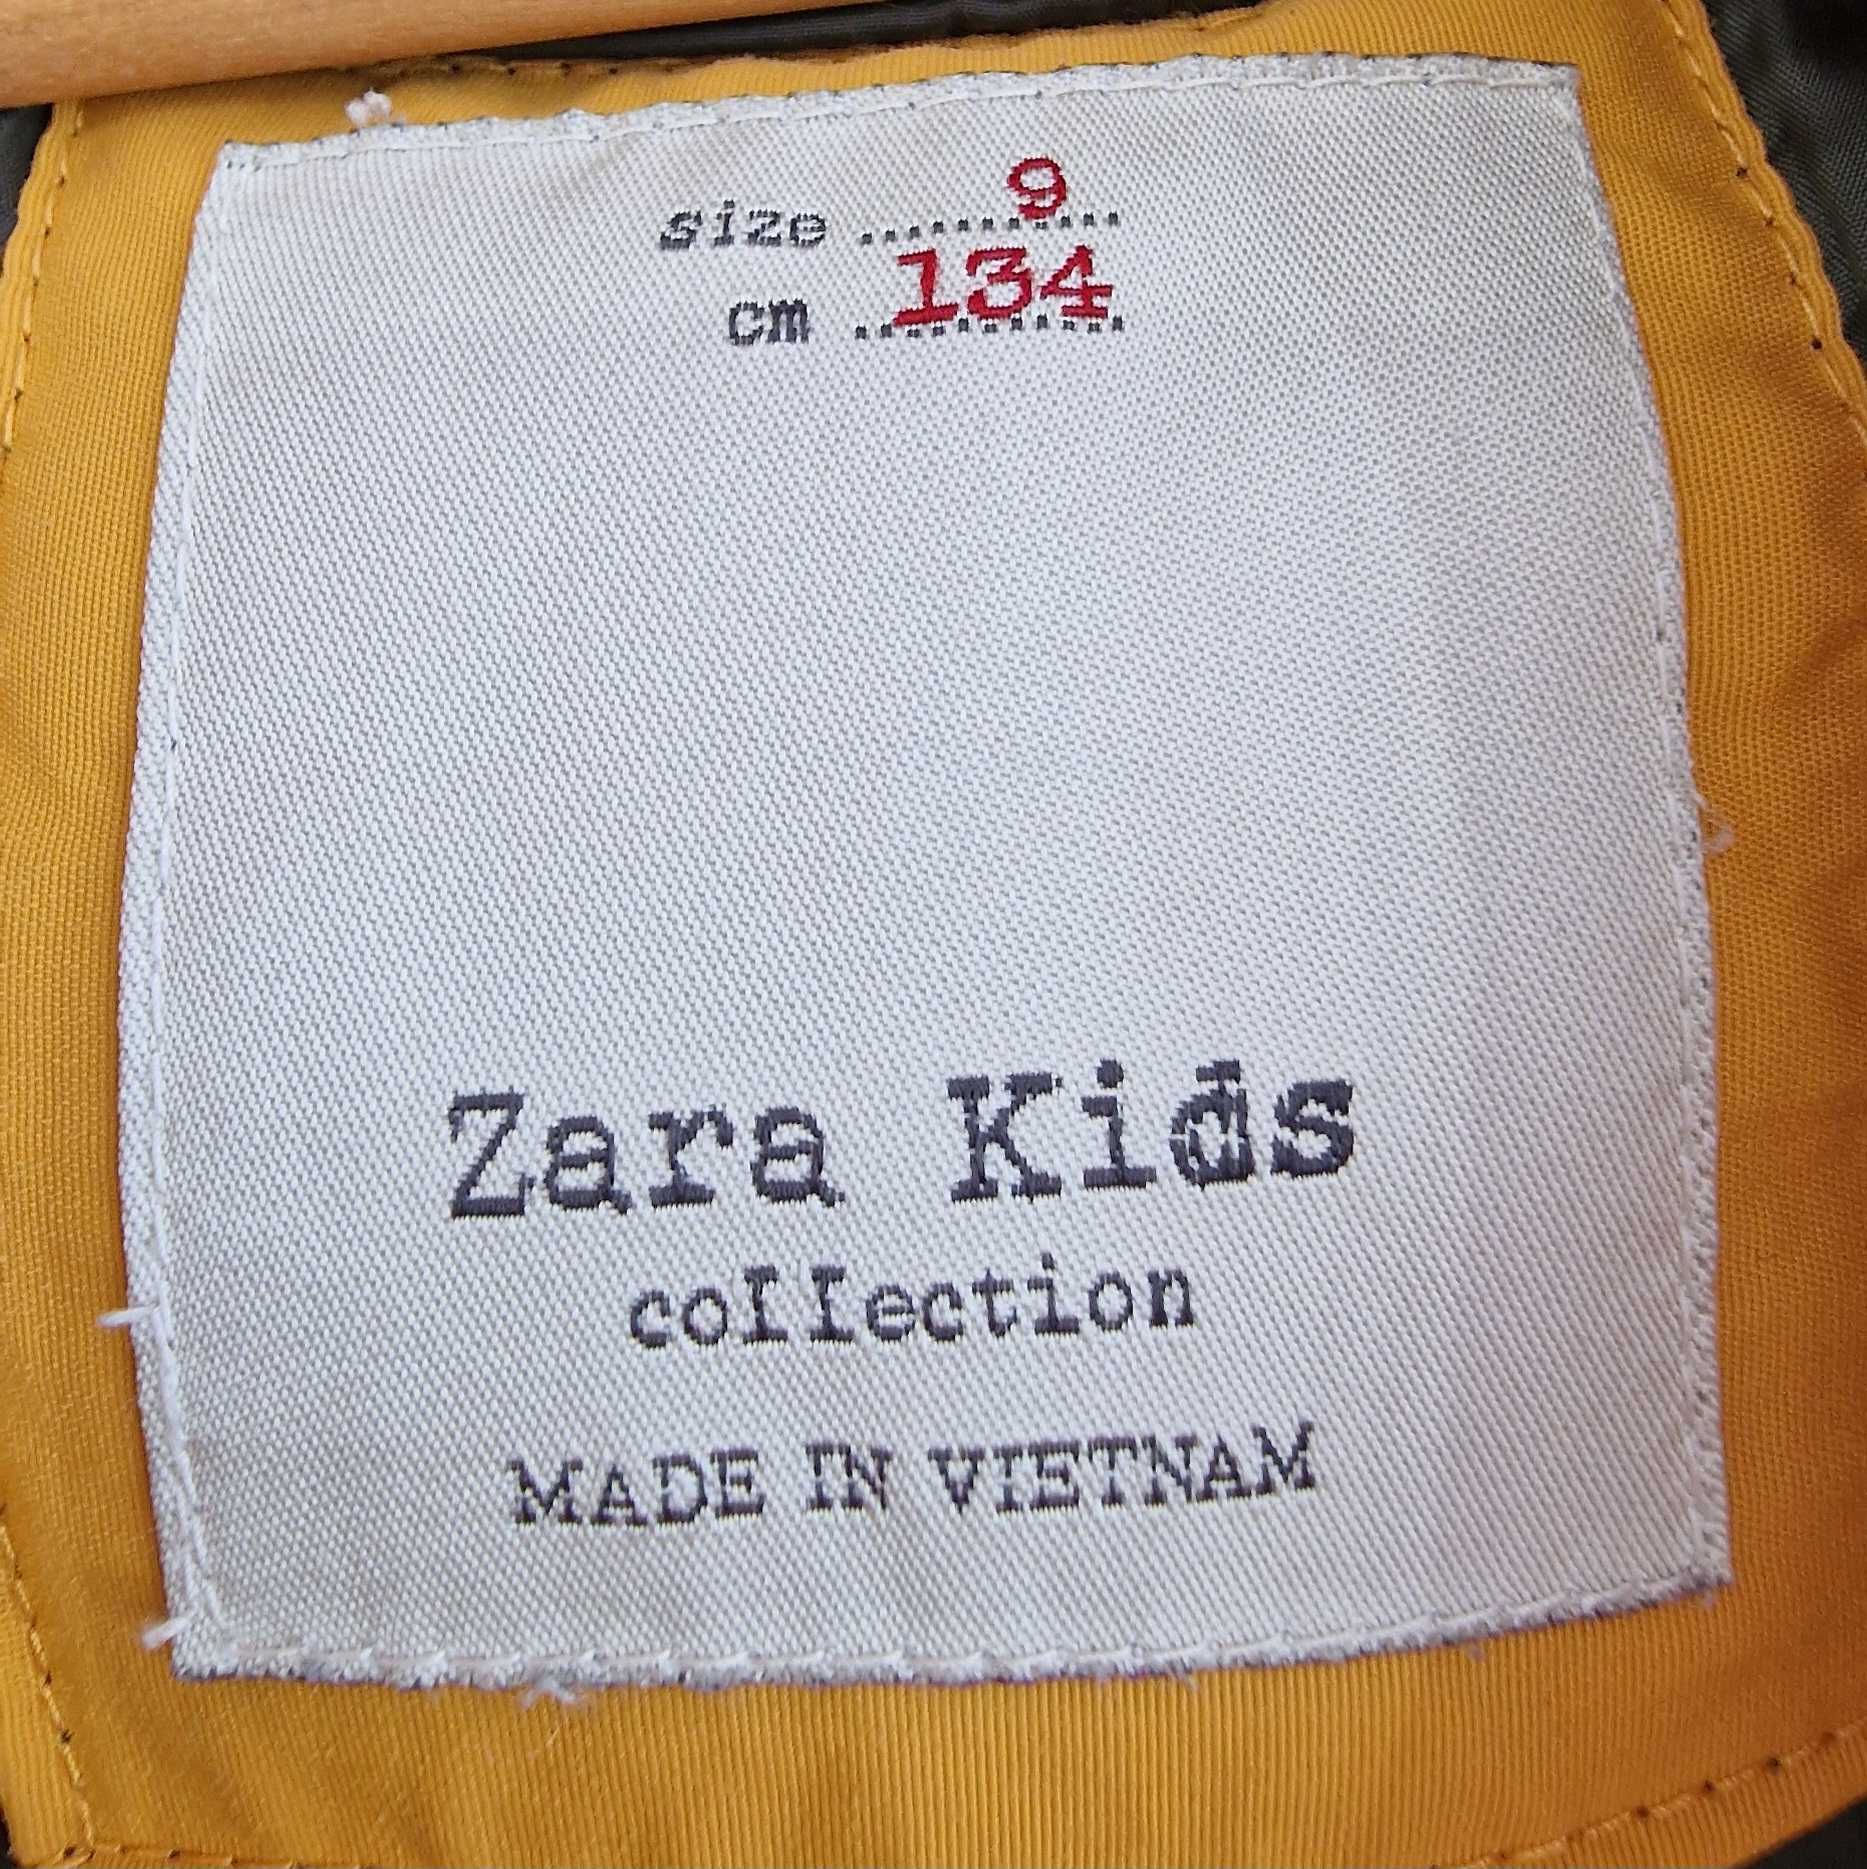 size ........... 9
cm ........... 134
Zara Kids
collection
MADE IN VIETNAM